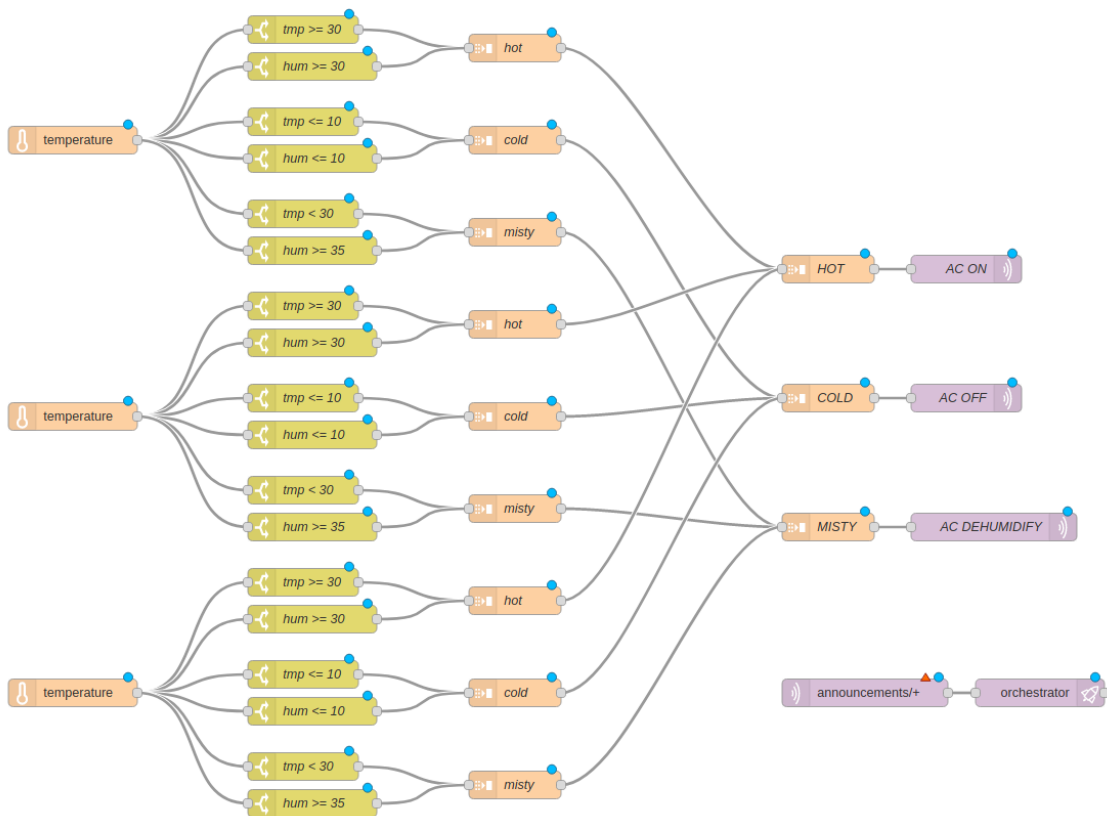 tmp >= 30
hum >= 30
hot
temperature
tmp <= 10
hum <= 10
cold
tmp < 30
hum >= 35
misty
tmp >= 30
hum >= 30
hot
temperature
tmp <= 10
hum <= 10
cold
tmp < 30
hum >= 35
misty
tmp >= 30
hum >= 30
hot
temperature
tmp <= 10
hum <= 10
cold
tmp < 30
hum >= 35
misty
HOT
AC ON
COLD
AC OFF
MISTY
AC DEHUMIDIFY
announcements/+
orchestrator